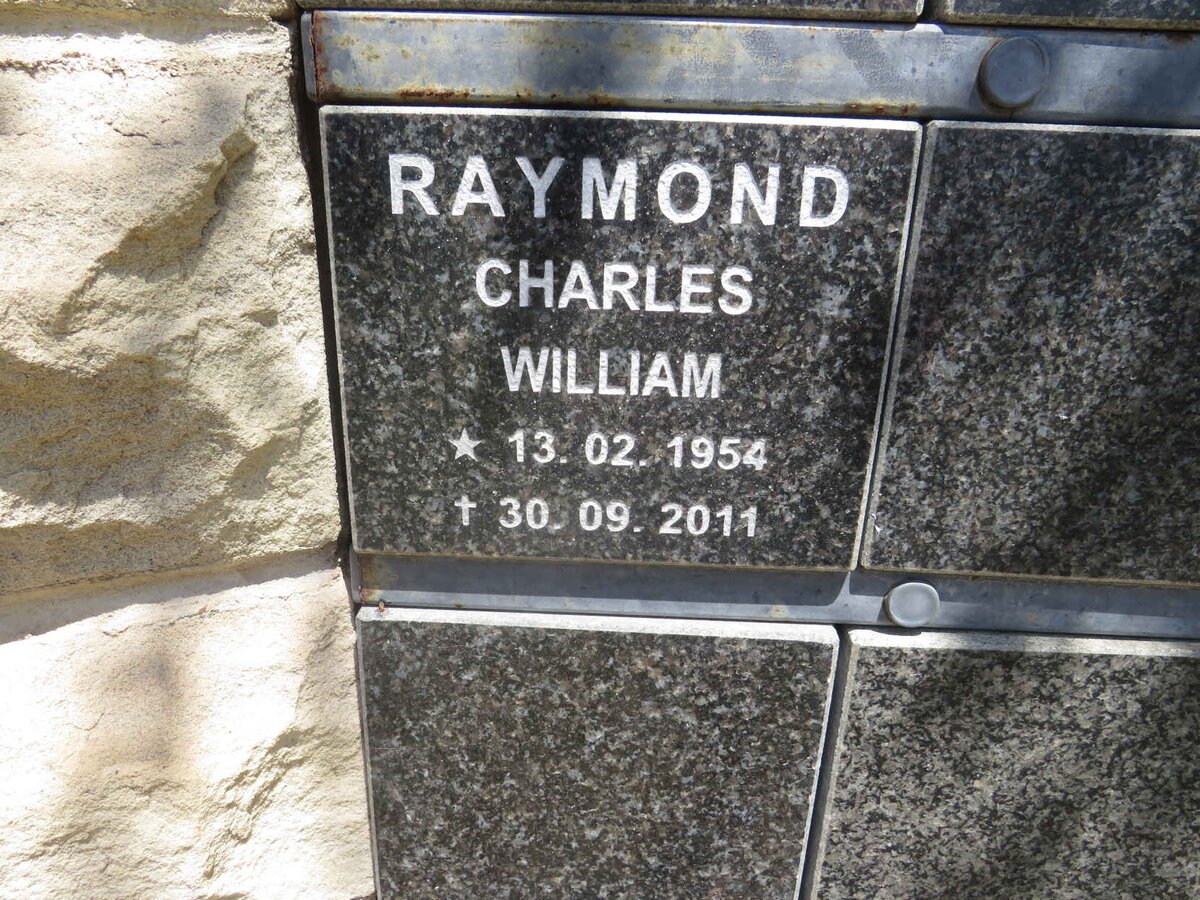 RAYMOND
CHARLES
WILLIAM
★ 13. 02. 1954
✝ 30. 09. 2011